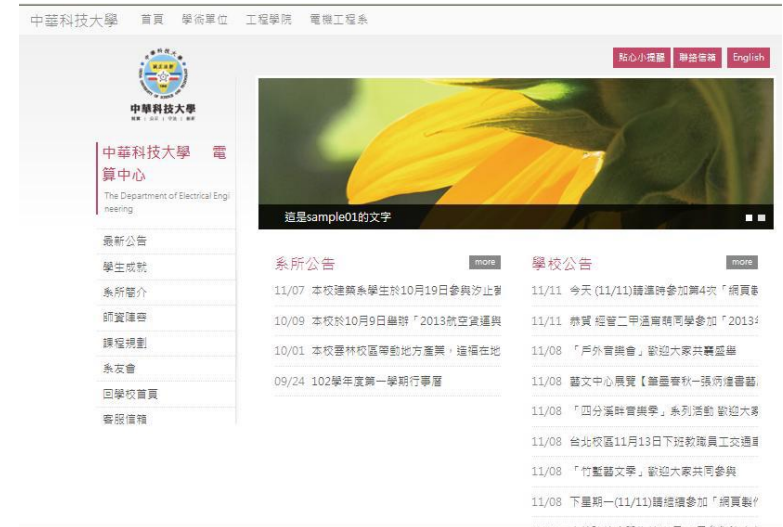 中華科技大學 首頁 學術單位 工程學院 電機工程系
貼心小提醒 聯絡信箱 English
中華科技大學
中華科技大學 電
算中心
The Department of Electrical Engi
neering
這是sample01的文字
最新公告
學生成就
系所簡介
師資陣容
課程規劃
系友會
回學校首頁
客服信箱
系所公告 more
11/07 本校建築系學生於10月19日參與汐止
10/09 本校於10月9日舉辦「2013航空貨運與
10/01 本校雲林校區帶動地方產業，造福在地
09/24 102學年度第一學期行事曆
學校公告 more
11/11 今天 (11/11)請準時參加第4次「網頁製
11/11 恭賀 經管二甲溫 萌同學參加「2013
11/08 「戶外音樂會」歡迎大家共襄盛舉
11/08 藝文中心展覽【筆墨春秋─張炳煌書藝
11/08 「四分溪畔音樂季」系列活動 歡迎大家
11/08 台北校區11月13日下班教職員工交通車
11/08 「竹塹藝文季」歡迎大家共同參與
11/08 下星期一(11/11)請繼續參加「網頁製作